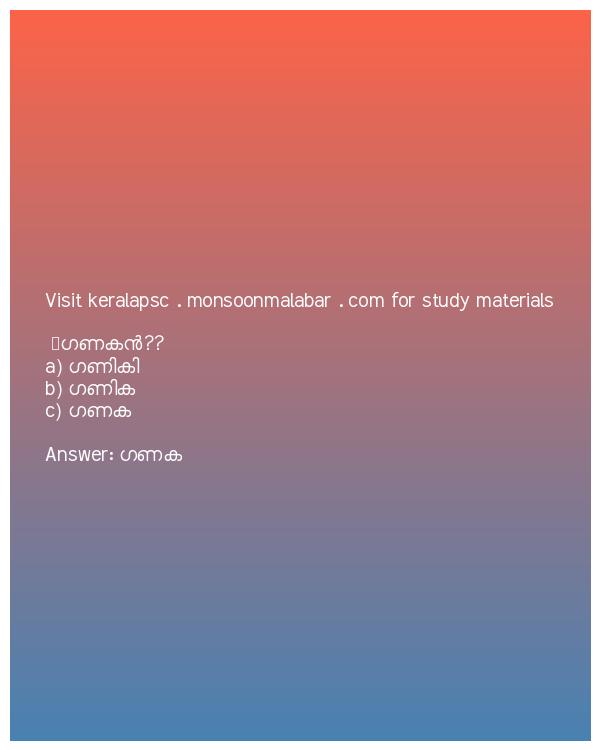 Visit keralapsc . monsoonmalabar . com for study materials
ഗണകൻ??
a) ഗണികി
b) ഗണിക
c) ഗണക
Answer: ഗണക